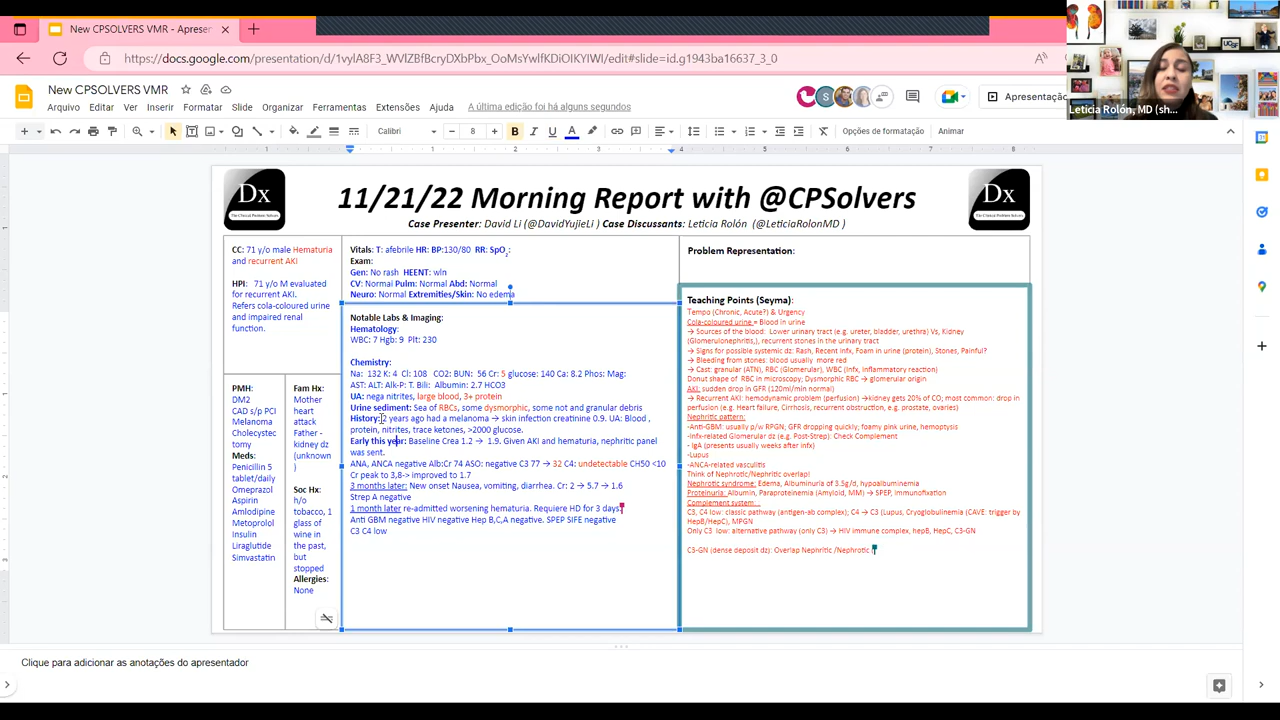 New CPSOLVERS VMR - Apresen
New CPSOLVERS VMR
Arquivo Editar Ver Inserir Formatar Slide Organizar Ferramentas Extensões Ajuda A última edição foi há alguns segundos
Apresentação
Calibri 8 Opções de formatação Animar
Leticia Rolón, MD (sh...
UCSF
Dx
The Clinical Problem Solvers
11/21/22 Morning Report with @CPSolvers
Case Presenter: David Li (@DavidYujieLi ) Case Discussants: Letícia Rolón (@LeticiaRolonMD )
Dx
The Clinical Problem Solvers
CC: 71 y/o male Hematuria
and recurrent AKI
HPI: 71 y/o M evaluated
for recurrent AKI.
Refers cola-coloured urine
and impaired renal
function.
PMH:
DM2
CAD s/p PCI
Melanoma
Cholecystec
tomy
Meds:
Penicillin 5
tablet/daily
Omeprazol
Aspirin
Amlodipine
Metoprolol
Insulin
Liraglutide
Simvastatin
Fam Hx:
Mother
heart
attack
Father -
kidney dz
(unknown
)
Soc Hx:
h/o
tobacco, 1
glass of
wine in
the past,
but
stopped
Allergies:
None
Vitals: T: afebrile HR: BP:130/80 RR: SpO2:
Exam:
Gen: No rash HEENT: wln
CV: Normal Pulm: Normal Abd: Normal
Neuro: Normal Extremities/Skin: No edema
Notable Labs & Imaging:
Hematology:
WBC: 7 Hgb: 9 Plt: 230
Chemistry:
Na: 132 K: 4 Cl: 108 CO2: BUN: 56 Cr: 5 glucose: 140 Ca: 8.2 Phos: Mag:
AST: ALT: Alk-P: T. Bili: Albumin: 2.7 HCO3
UA: nega nitrites, large blood, 3+ protein
Urine sediment: Sea of RBCs, some dysmorphic, some not and granular debris
History: 2 years ago had a melanoma → skin infection creatinine 0.9. UA: Blood ,
protein, nitrites, trace ketones, >2000 glucose.
Early this year: Baseline Crea 1.2 → 1.9. Given AKI and hematuria, nephritic panel
was sent.
ANA, ANCA negative Alb:Cr 74 ASO: negative C3 77 → 32 C4: undetectable CH50 <10
Cr peak to 3,8-> improved to 1.7
3 months later: New onset Nausea, vomiting, diarrhea. Cr: 2 → 5.7 → 1.6
Strep A negative
1 month later re-admitted worsening hematuria. Requiere HD for 3 days
Anti GBM negative HIV negative Hep B,C,A negative. SPEP SIFE negative
C3 C4 low
Problem Representation:
Teaching Points (Seyma):
Tempo (Chronic, Acute?) & Urgency
Cola-coloured urine = Blood in urine
→ Sources of the blood: Lower urinary tract (e.g. ureter, bladder, urethra) Vs, Kidney
(Glomerulonephritis,), recurrent stones in the urinary tract
→ Signs for possible systemic dz: Rash, Recent Infx, Foam in urine (protein), Stones, Painful?
→ Bleeding from stones: blood usually more red
→ Cast: granular (ATN), RBC (Glomerular), WBC (Infx, inflammatory reaction)
Donut shape of RBC in microscopy; Dysmorphic RBC → glomerular origin
AKI: sudden drop in GFR (120ml/min normal)
→ Recurrent AKI: hemodynamic problem (perfusion) →kidney gets 20% of CO2; most common: drop in
perfusion (e.g. Heart failure, Cirrhosis, recurrent obstruction, e.g. prostate, ovaries)
Nephritic pattern:
-Anti-GBM: usually p/w RPGN; GFR dropping quickly; foamy pink urine, hemoptysis
-Infx-related Glomerular dz (e.g. Post-Strep): Check Complement
- IgA (presents usually weeks after infx)
-Lupus
-ANCA-related vasculitis
Think of Nephrotic/Nephrotic overlap!
Nephrotic syndrome: Edema, Albuminuria of 3.5g/d, hypoalbuminemia
Proteinuria: Albumin, Paraproteinemia (Amyloid, MM) → SPEP, Immunofixation
Complement system:
C3, C4 low: classic pathway (antigen-ab complex); C4 → C3 (Lupus, Cryoglobulinemia (CAVE: trigger by
HepB/HepC), MPGN
Only C3 low: alternative pathway (only C3) → HIV immune complex, hepB, HepC, C3-GN
C3-GN (dense deposit dz): Overlap Nephritic /Nephrotic
Clique para adicionar as anotações do apresentador